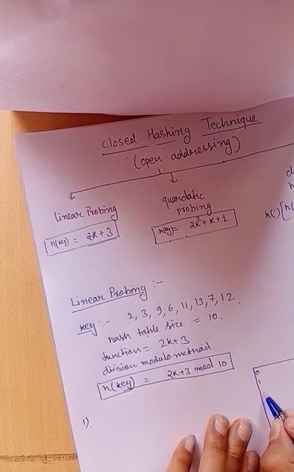 Closed Hashing Technique
(open addressing)
Linear Probing
h(key) = 2k+3
quardatic
probing
h(key)= 2k²+k+1
h(i)[h(
Linear Probing :-
Key :- 2, 3, 9, 6, 11, 13, 7, 12.
hash table size = 10.
function = 2k+3
division modulo method
h(key) = 2k+3 mod 10
0
1
1).